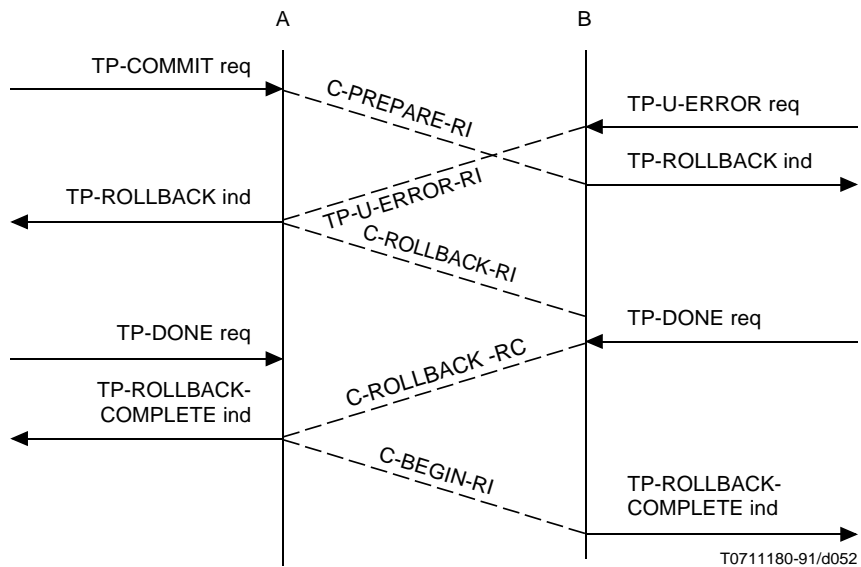 A B
TP-COMMIT req
C-PREPARE-RI
TP-U-ERROR req
TP-ROLLBACK ind
TP-ROLLBACK ind
TP-U-ERROR-RI
C-ROLLBACK-RI
TP-DONE req
TP-DONE req
C-ROLLBACK -RC
TP-ROLLBACK-
COMPLETE ind
C-BEGIN-RI
TP-ROLLBACK-
COMPLETE ind
T0711180-91/d052